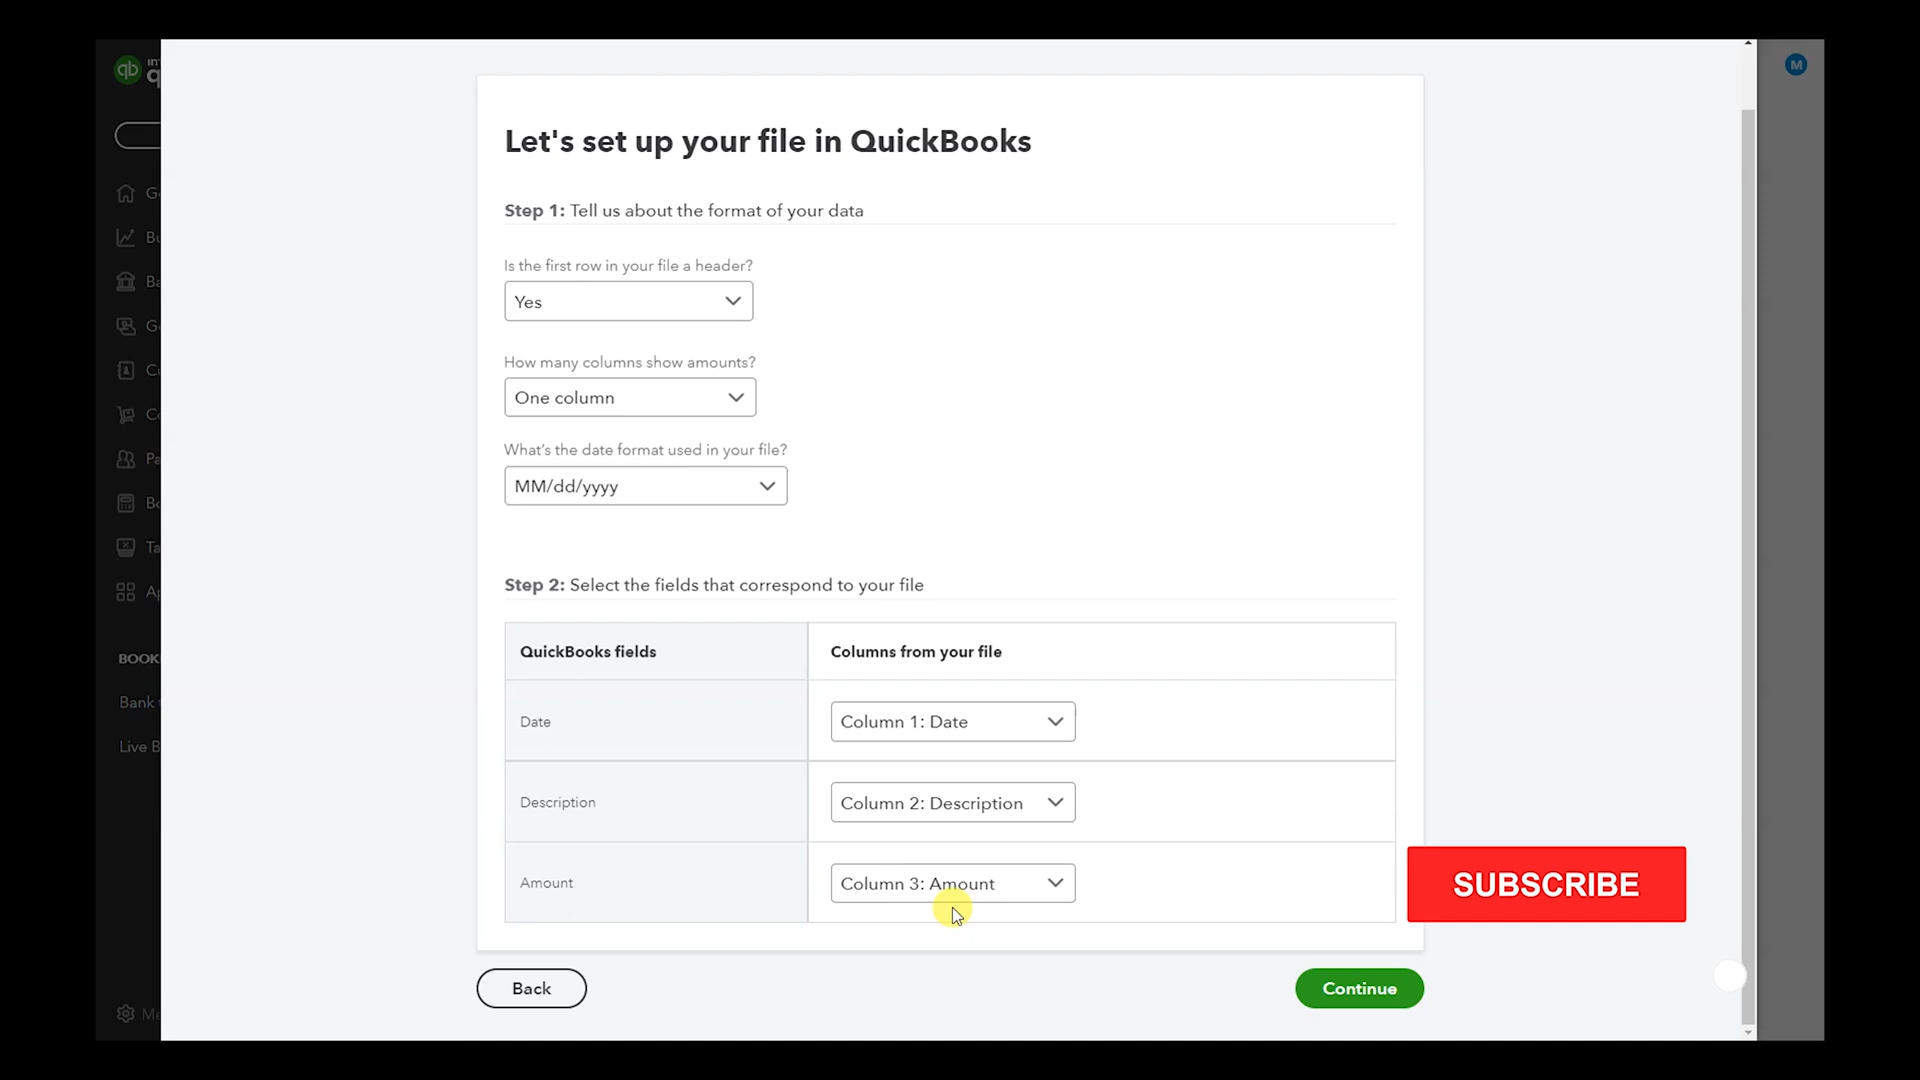 qb
M
Let's set up your file in QuickBooks
Step 1: Tell us about the format of your data
Is the first row in your file a header?
Yes
How many columns show amounts?
One column
What's the date format used in your file?
MM/dd/yyyy
Step 2: Select the fields that correspond to your file
QuickBooks fields
Columns from your file
Date
Column 1: Date
Description
Column 2: Description
Amount
Column 3: Amount
Back
Continue
SUBSCRIBE
BOOK
Bank
Live B